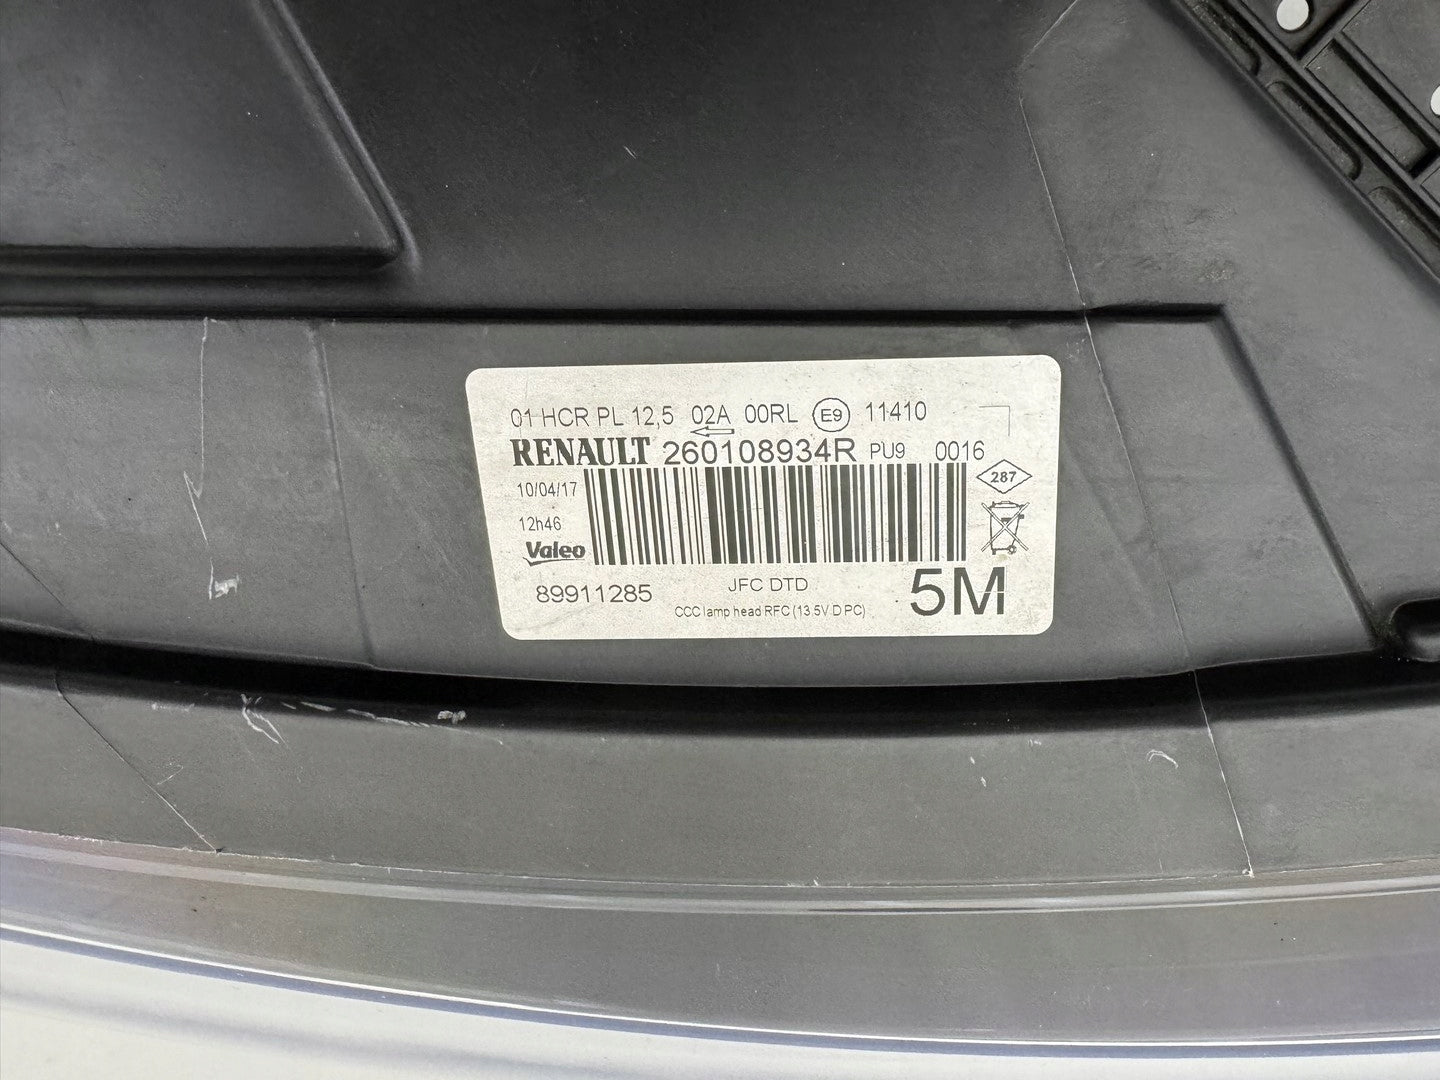 01 HCR PL 12,5 02A 00RL E9 11410
RENAULT 260108934R PU9 0016
287
10/04/17
12h46
Valeo
89911285 JFC DTD 5M
CCC lamp head RFC (13.5V D PC)